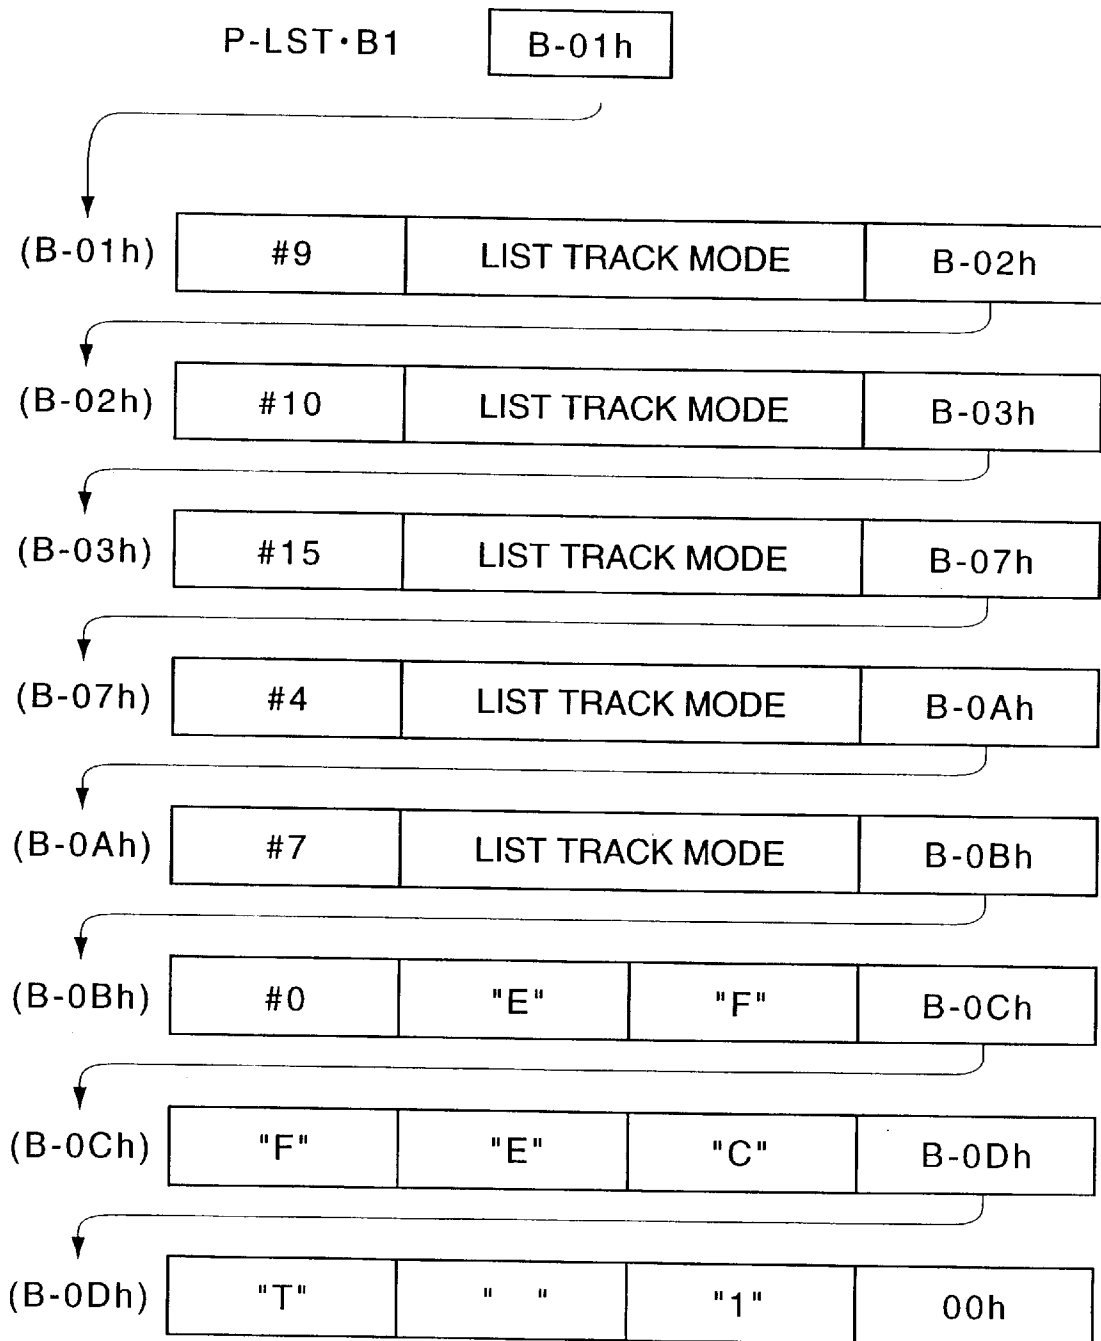 P-LST·B1 B-01h
(B-01h) #9 LIST TRACK MODE B-02h
(B-02h) #10 LIST TRACK MODE B-03h
(B-03h) #15 LIST TRACK MODE B-07h
(B-07h) #4 LIST TRACK MODE B-0Ah
(B-0Ah) #7 LIST TRACK MODE B-0Bh
(B-0Bh) #0 "E" "F" B-0Ch
(B-0Ch) "F" "E" "C" B-0Dh
(B-0Dh) "T" " " "1" 00h